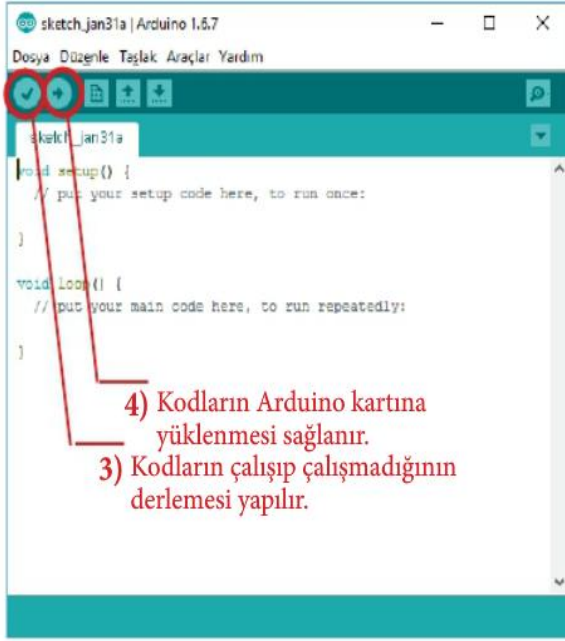 sketch_jan31a | Arduino 1.6.7
Dosya Düzenle Taslak Araçlar Yardım
sketch_jan31a
void setup() {
// put your setup code here, to run once:
}
void loop() {
// put your main code here, to run repeatedly:
}
4) Kodların Arduino kartına
yüklenmesi sağlanır.
3) Kodların çalışıp çalışmadığının
derlemesi yapılır.